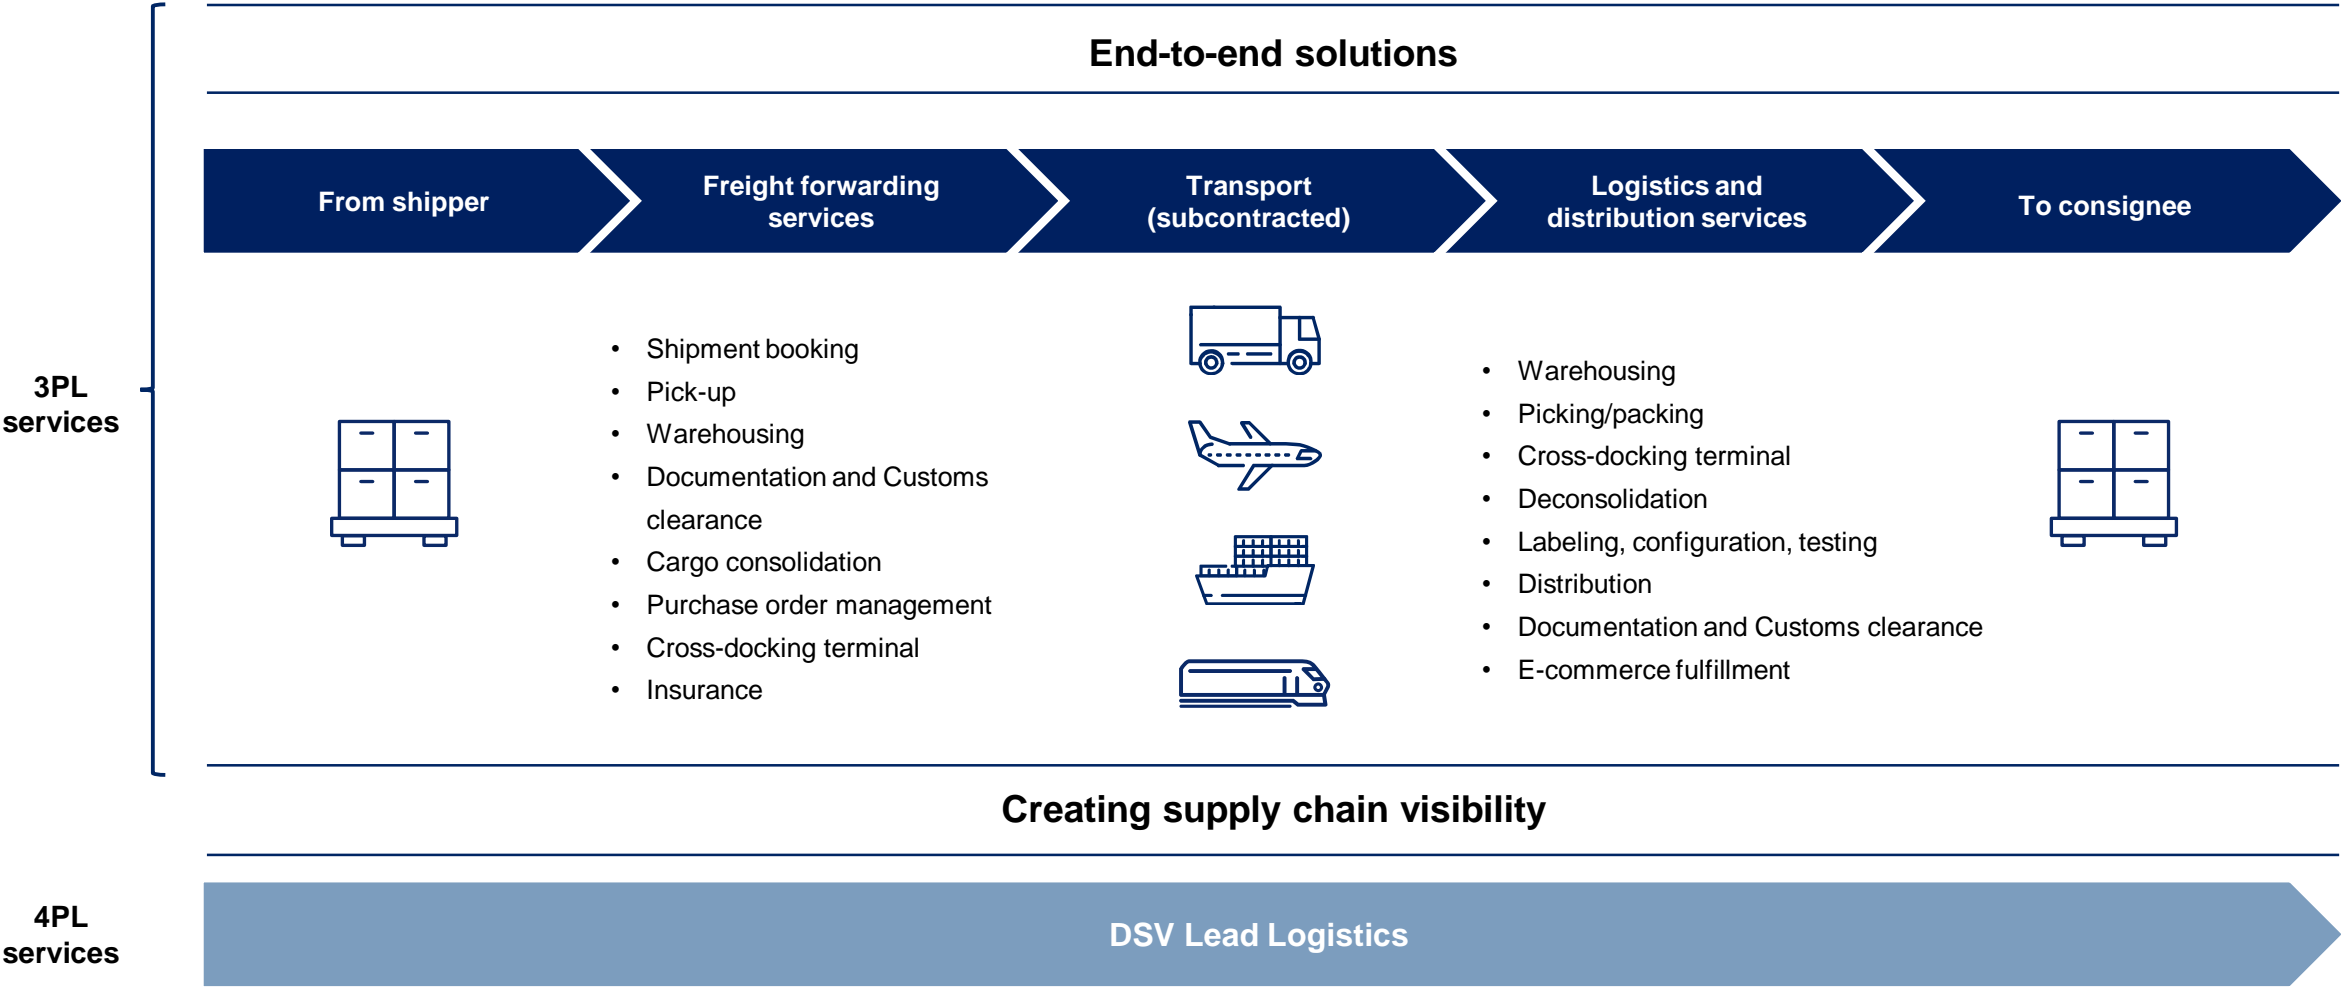 End-to-end solutions
From shipper
Freight forwarding
services
Transport
(subcontracted)
Logistics and
distribution services
To consignee
3PL
services
• Shipment booking
• Pick-up
• Warehousing
• Documentation and Customs
clearance
• Cargo consolidation
• Purchase order management
• Cross-docking terminal
• Insurance
• Warehousing
• Picking/packing
• Cross-docking terminal
• Deconsolidation
• Labeling, configuration, testing
• Distribution
• Documentation and Customs clearance
• E-commerce fulfillment
Creating supply chain visibility
4PL
services
DSV Lead Logistics